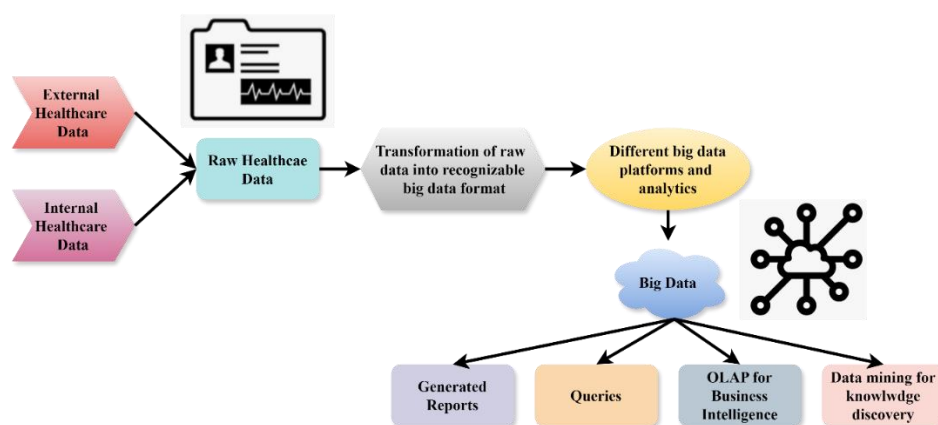 External
Healthcare
Data
Raw Healthcae
Data
Internal
Healthcare
Data
Transformation of raw
data into recognizable
big data format
Different big data
platforms and
analytics
Big Data
Generated
Reports
Queries
OLAP for
Business
Intelligence
Data mining for
knowlwdge
discovery